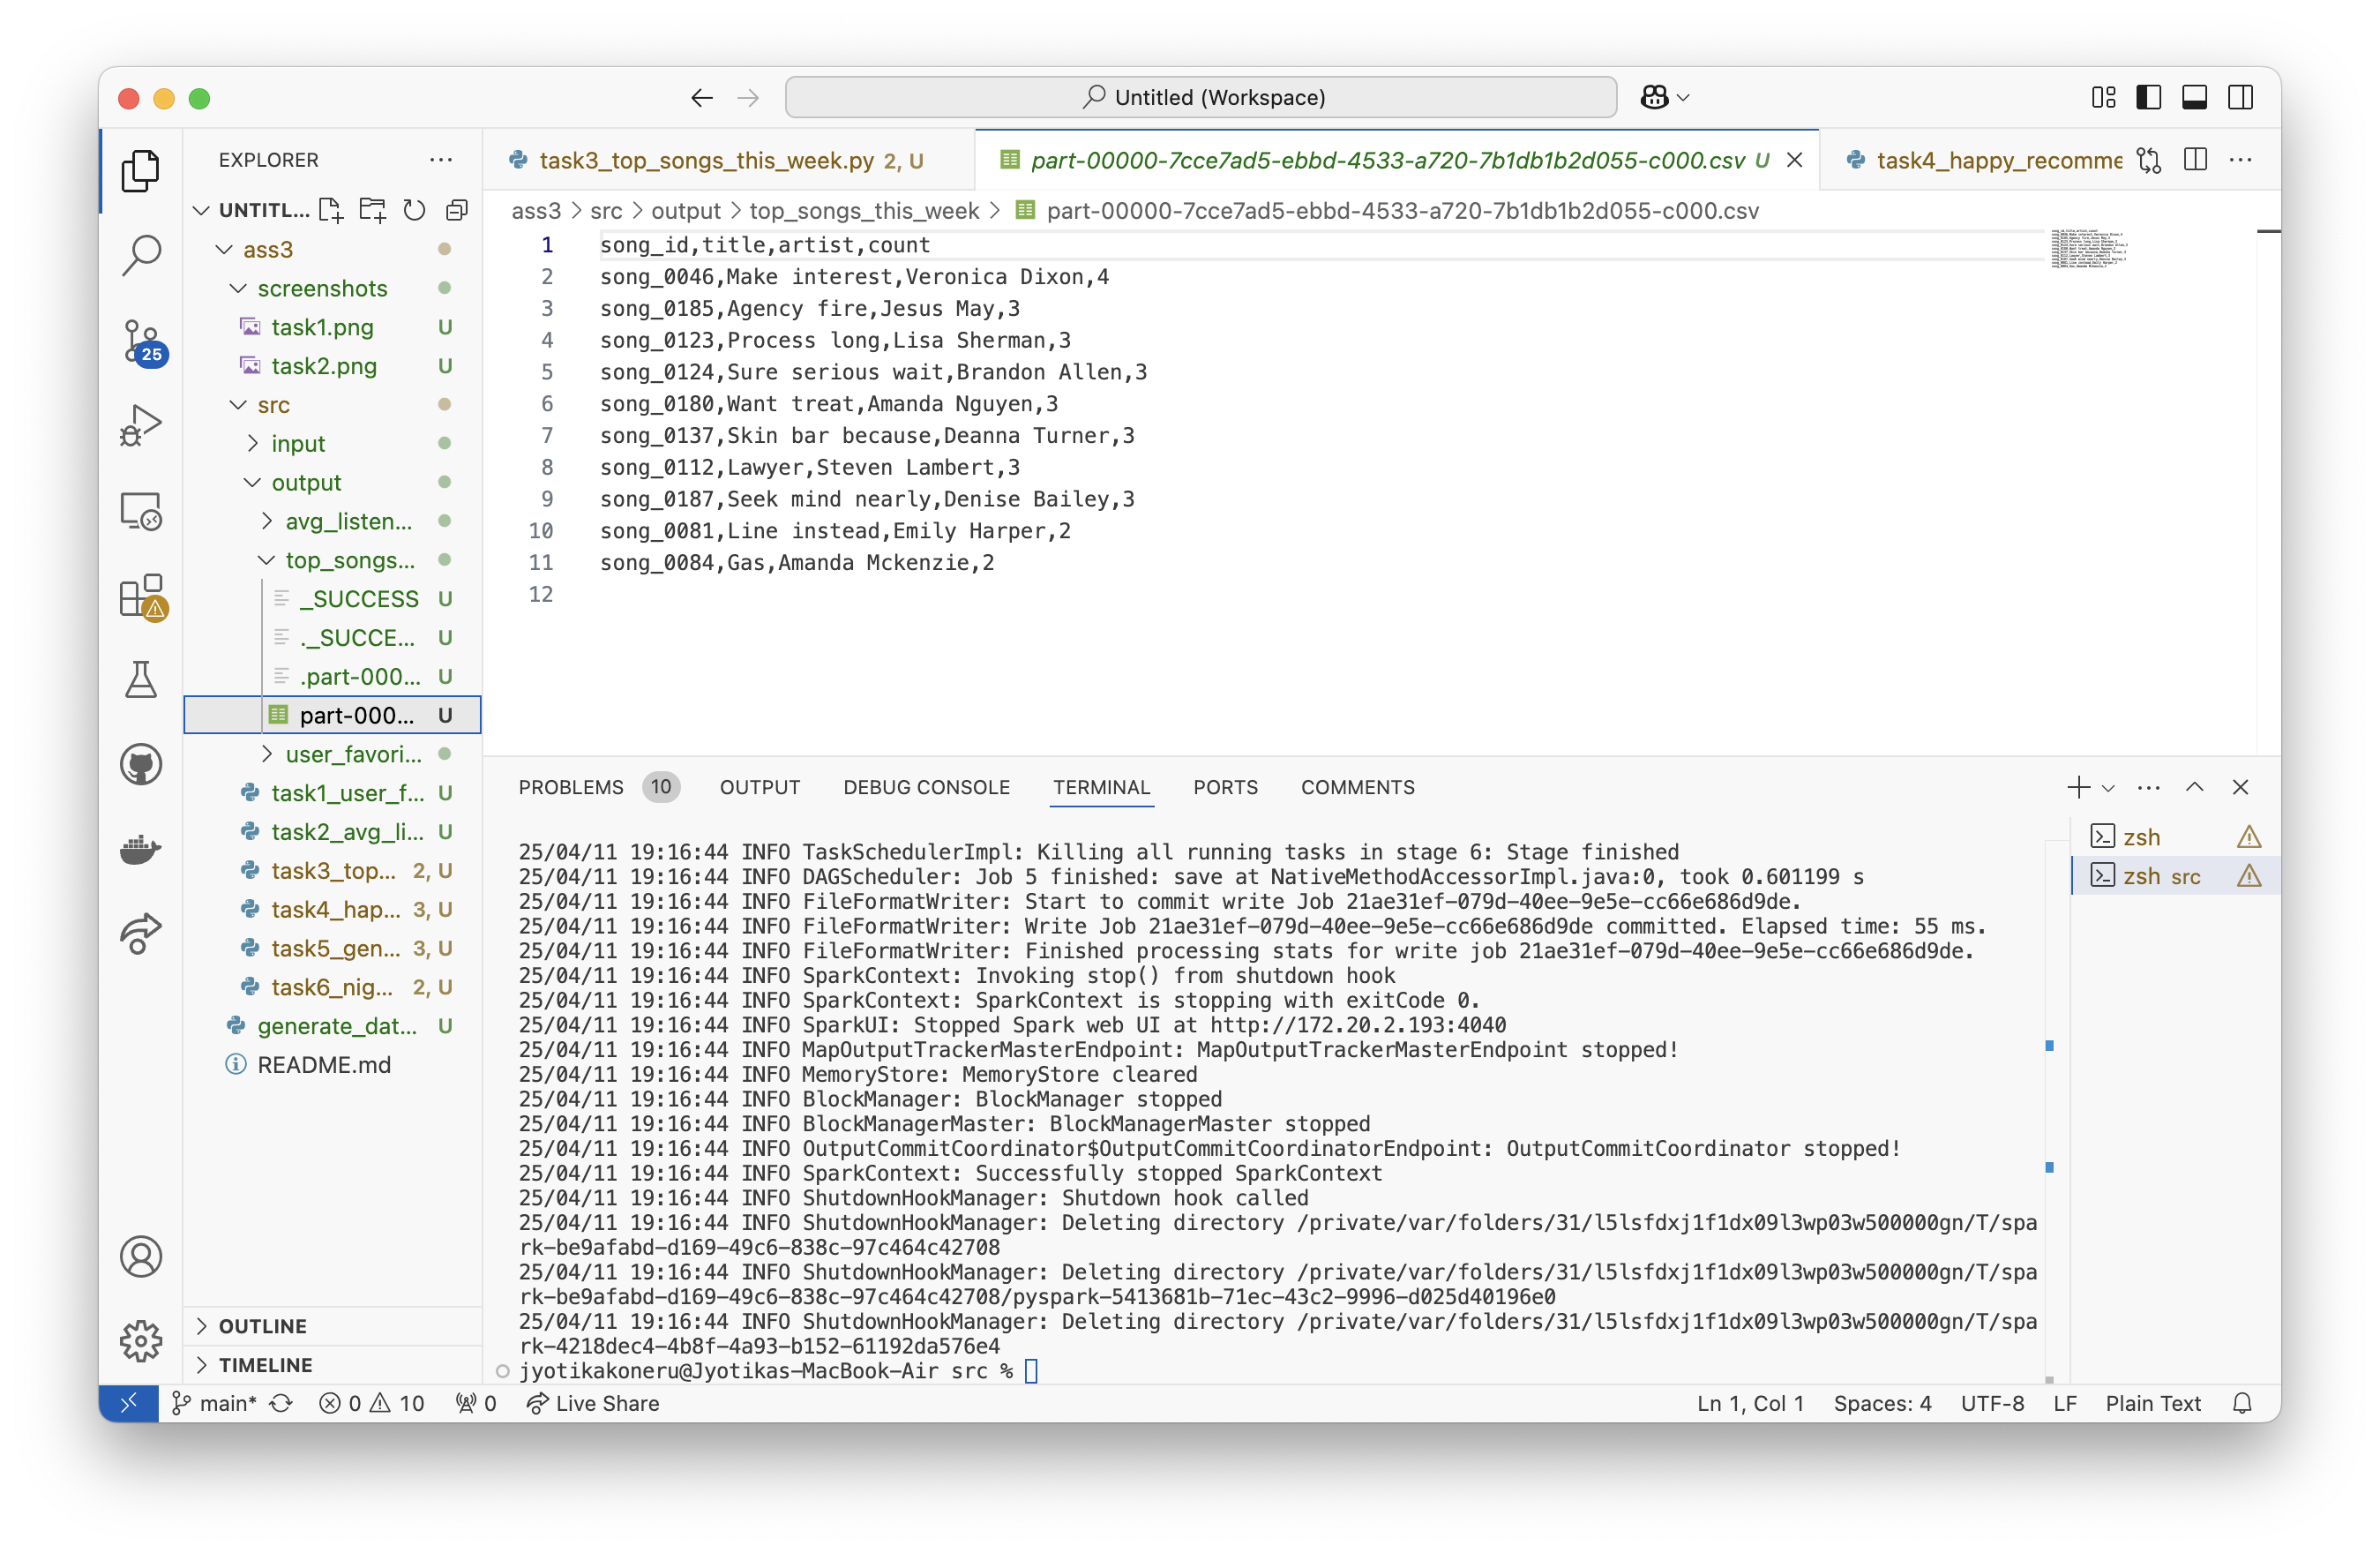 Untitled (Workspace)
EXPLORER
UNTITL...
ass3
screenshots
task1.png U
task2.png U
src
input
output
avg_listen...
top_songs...
_SUCCESS U
._SUCCE... U
.part-000... U
part-000... U
user_favori...
task1_user_f... U
task2_avg_li... U
task3_top... 2, U
task4_hap... 3, U
task5_gen... 3, U
task6_nig... 2, U
generate_dat... U
README.md
OUTLINE
TIMELINE
25
task3_top_songs_this_week.py 2, U
part-00000-7cce7ad5-ebbd-4533-a720-7b1db1b2d055-c000.csv U
task4_happy_recomme
ass3 > src > output > top_songs_this_week > part-00000-7cce7ad5-ebbd-4533-a720-7b1db1b2d055-c000.csv
1 song_id,title,artist,count
2 song_0046,Make interest,Veronica Dixon,4
3 song_0185,Agency fire,Jesus May,3
4 song_0123,Process long,Lisa Sherman,3
5 song_0124,Sure serious wait,Brandon Allen,3
6 song_0180,Want treat,Amanda Nguyen,3
7 song_0137,Skin bar because,Deanna Turner,3
8 song_0112,Lawyer,Steven Lambert,3
9 song_0187,Seek mind nearly,Denise Bailey,3
10 song_0081,Line instead,Emily Harper,2
11 song_0084,Gas,Amanda Mckenzie,2
12
PROBLEMS 10 OUTPUT DEBUG CONSOLE TERMINAL PORTS COMMENTS
25/04/11 19:16:44 INFO TaskSchedulerImpl: Killing all running tasks in stage 6: Stage finished
25/04/11 19:16:44 INFO DAGScheduler: Job 5 finished: save at NativeMethodAccessorImpl.java:0, took 0.601199 s
25/04/11 19:16:44 INFO FileFormatWriter: Start to commit write Job 21ae31ef-079d-40ee-9e5e-cc66e686d9de.
25/04/11 19:16:44 INFO FileFormatWriter: Write Job 21ae31ef-079d-40ee-9e5e-cc66e686d9de committed. Elapsed time: 55 ms.
25/04/11 19:16:44 INFO FileFormatWriter: Finished processing stats for write job 21ae31ef-079d-40ee-9e5e-cc66e686d9de.
25/04/11 19:16:44 INFO SparkContext: Invoking stop() from shutdown hook
25/04/11 19:16:44 INFO SparkContext: SparkContext is stopping with exitCode 0.
25/04/11 19:16:44 INFO SparkUI: Stopped Spark web UI at http://172.20.2.193:4040
25/04/11 19:16:44 INFO MapOutputTrackerMasterEndpoint: MapOutputTrackerMasterEndpoint stopped!
25/04/11 19:16:44 INFO MemoryStore: MemoryStore cleared
25/04/11 19:16:44 INFO BlockManager: BlockManager stopped
25/04/11 19:16:44 INFO BlockManagerMaster: BlockManagerMaster stopped
25/04/11 19:16:44 INFO OutputCommitCoordinator$OutputCommitCoordinatorEndpoint: OutputCommitCoordinator stopped!
25/04/11 19:16:44 INFO SparkContext: Successfully stopped SparkContext
25/04/11 19:16:44 INFO ShutdownHookManager: Shutdown hook called
25/04/11 19:16:44 INFO ShutdownHookManager: Deleting directory /private/var/folders/31/l5lsfdxj1f1dx09l3wp03w500000gn/T/spa
rk-be9afabd-d169-49c6-838c-97c464c42708
25/04/11 19:16:44 INFO ShutdownHookManager: Deleting directory /private/var/folders/31/l5lsfdxj1f1dx09l3wp03w500000gn/T/spa
rk-be9afabd-d169-49c6-838c-97c464c42708/pyspark-5413681b-71ec-43c2-9996-d025d40196e0
25/04/11 19:16:44 INFO ShutdownHookManager: Deleting directory /private/var/folders/31/l5lsfdxj1f1dx09l3wp03w500000gn/T/spa
rk-4218dec4-4b8f-4a93-b152-61192da576e4
jyotikakoneru@Jyotikas-MacBook-Air src %
zsh
zsh src
main* 0 10 0 Live Share
Ln 1, Col 1 Spaces: 4 UTF-8 LF Plain Text